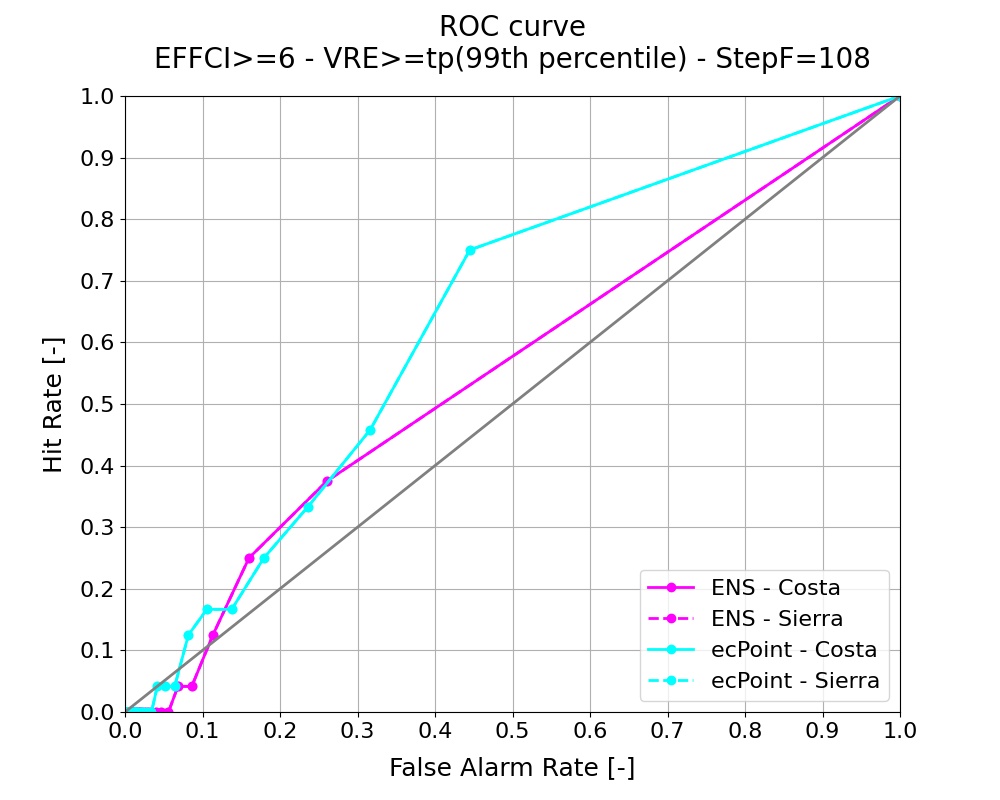 ROC curve
EFFCI>=6 - VRE>=tp(99th percentile) - StepF=108
1.0
0.9
0.8
0.7
0.6
0.5
0.4
0.3
0.2
0.1
0.0
Hit Rate [-]
ENS - Costa
ENS - Sierra
ecPoint - Costa
ecPoint - Sierra
0.0 0.1 0.2 0.3 0.4 0.5 0.6 0.7 0.8 0.9 1.0
False Alarm Rate [-]